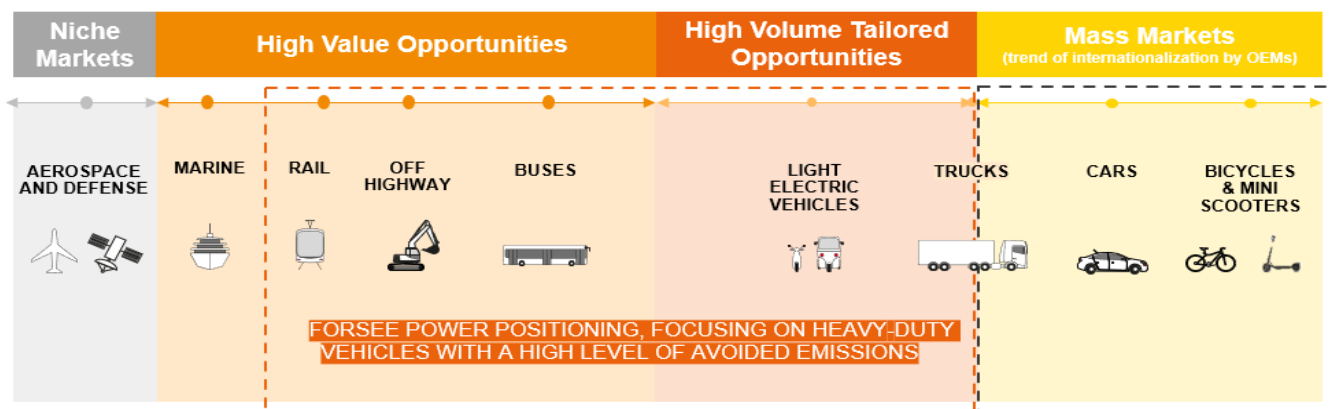 Niche
Markets
High Value Opportunities
High Volume Tailored
Opportunities
Mass Markets
(trend of internationalization by OEMs)
AEROSPACE
AND DEFENSE
MARINE
RAIL
OFF
HIGHWAY
BUSES
LIGHT
ELECTRIC
VEHICLES
TRUCKS
CARS
BICYCLES
& MINI
SCOOTERS
FORSEE POWER POSITIONING, FOCUSING ON HEAVY-DUTY
VEHICLES WITH A HIGH LEVEL OF AVOIDED EMISSIONS